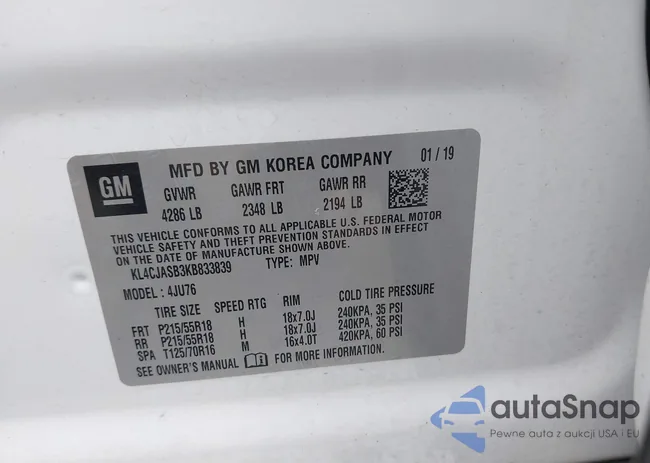 GM
MFD BY GM KOREA COMPANY 01 / 19
GVWR GAWR FRT GAWR RR
4286 LB 2348 LB 2194 LB
THIS VEHICLE CONFORMS TO ALL APPLICABLE U.S. FEDERAL MOTOR
VEHICLE SAFETY AND THEFT PREVENTION STANDARDS IN EFFECT
ON THE DATE OF MANUFACTURE SHOWN ABOVE.
KL4CJASB3KB833839 TYPE: MPV
MODEL : 4JU76
TIRE SIZE SPEED RTG RIM COLD TIRE PRESSURE
FRT P215/55R18 H 18x7.0J 240KPA, 35 PSI
RR P215/55R18 H 18x7.0J 240KPA, 35 PSI
SPA T125/70R16 M 16x4.0T 420KPA, 60 PSI
SEE OWNER'S MANUAL FOR MORE INFORMATION.
autaSnap
Pewne auta z aukcji USA i EU